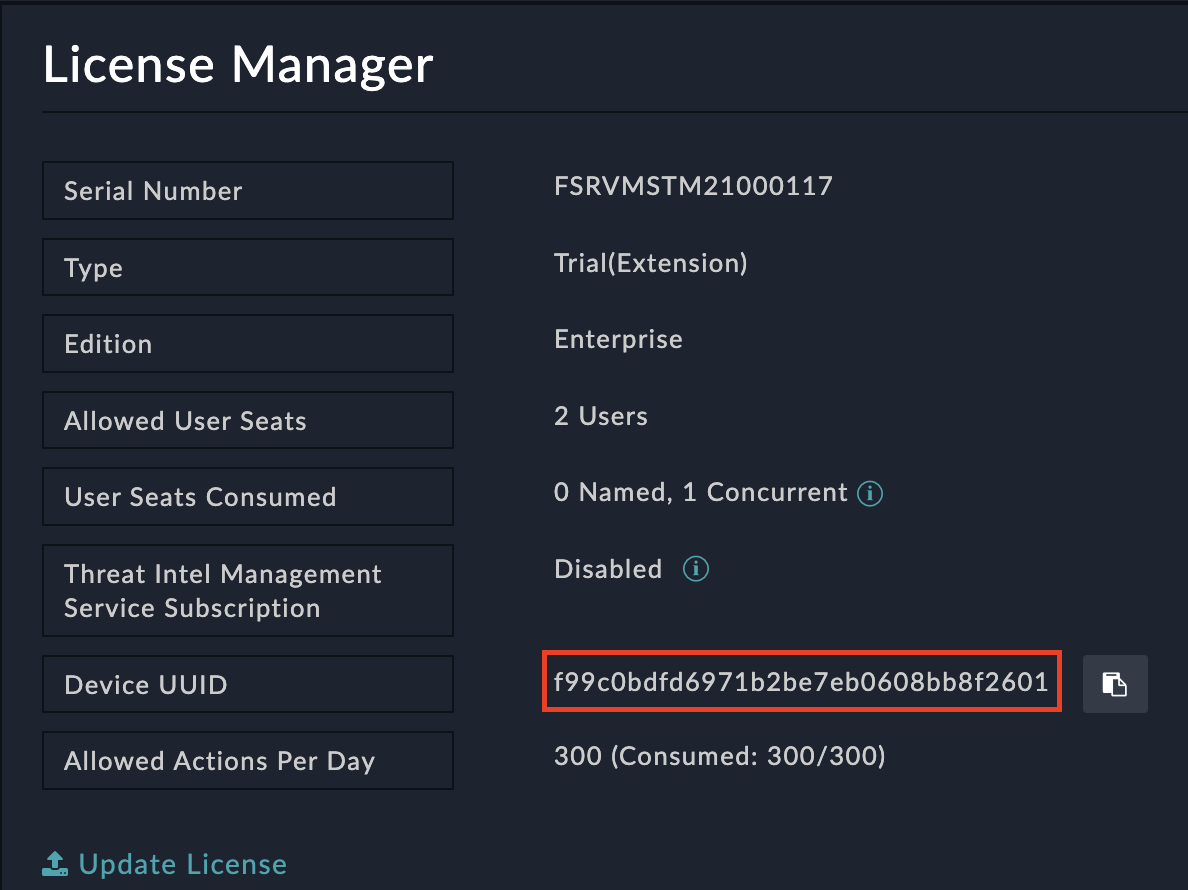 License Manager
Serial Number
FSRVMSTM21000117
Type
Trial(Extension)
Edition
Enterprise
Allowed User Seats
2 Users
User Seats Consumed
0 Named, 1 Concurrent
Threat Intel Management
Service Subscription
Disabled
Device UUID
f99c0bdfd6971b2be7eb0608bb8f2601
Allowed Actions Per Day
300 (Consumed: 300/300)
Update License